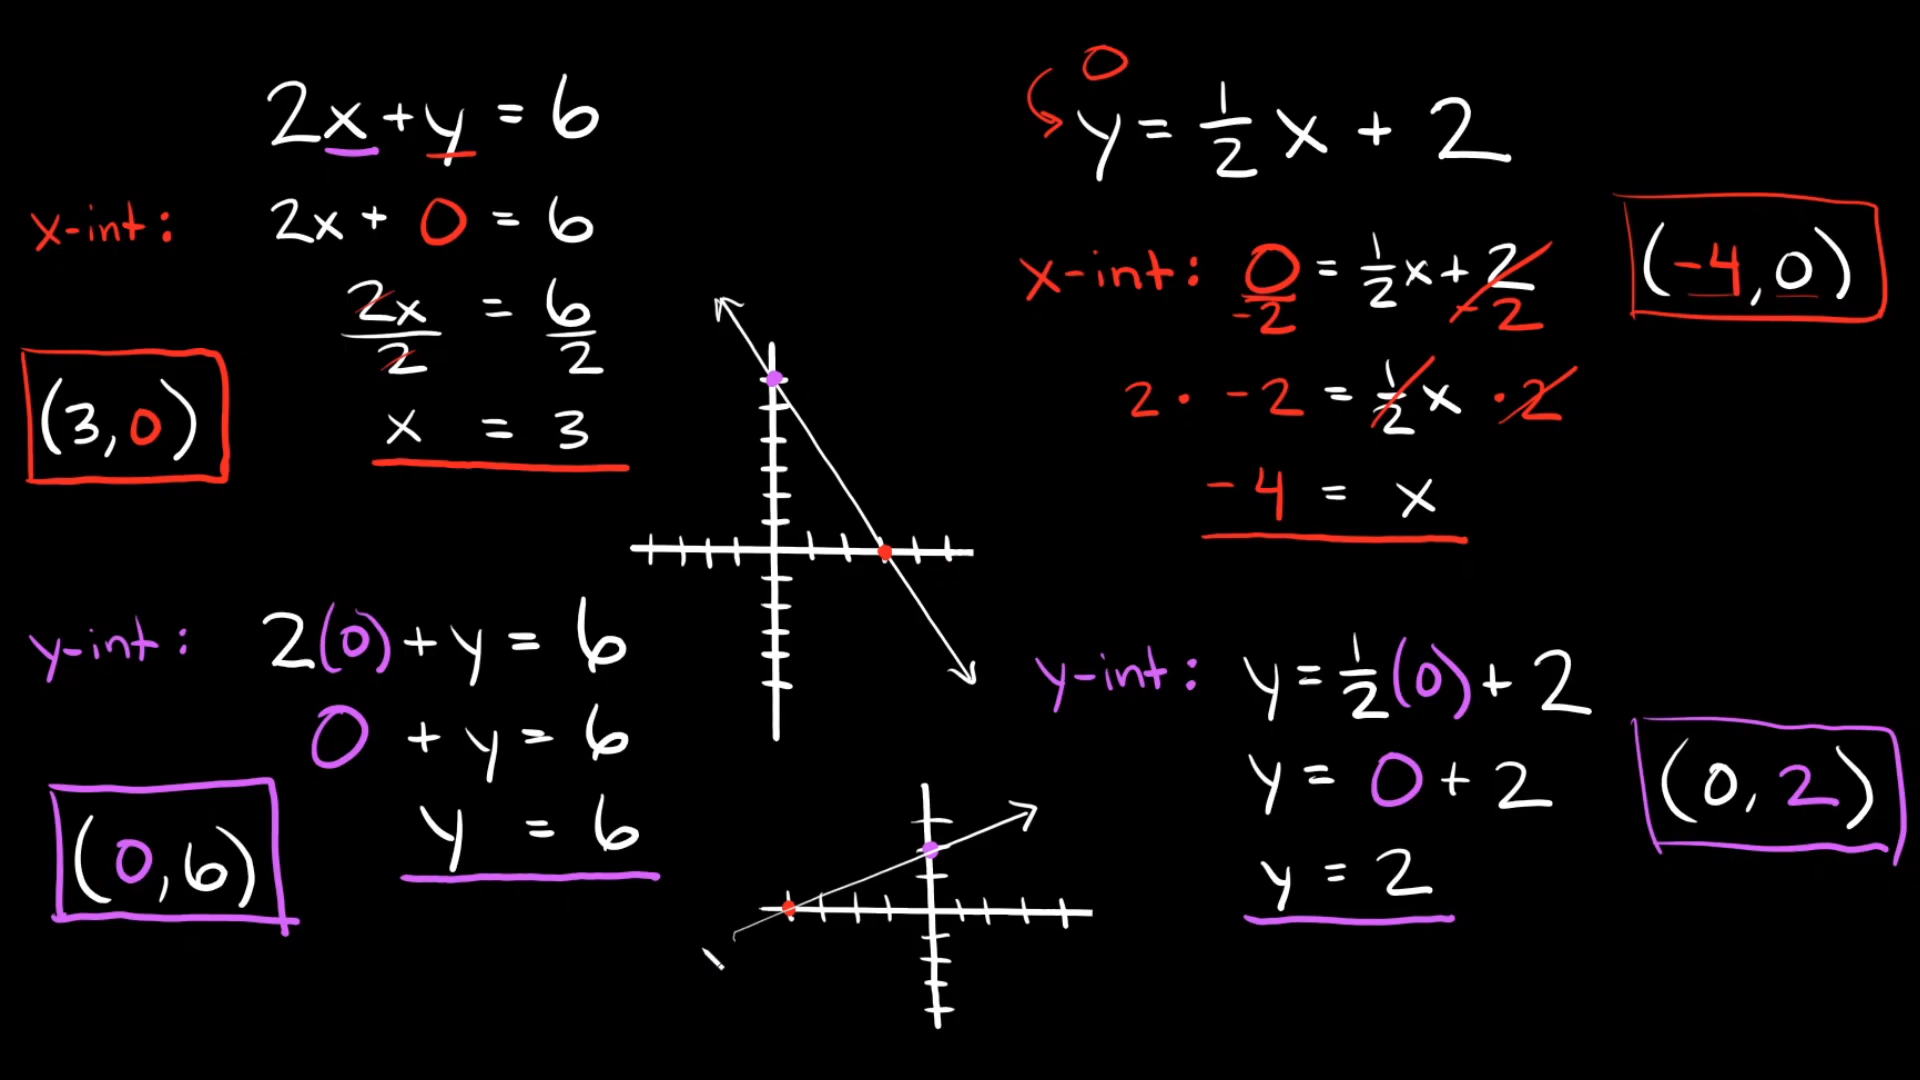 2x + y = 6
x-int: 2x + 0 = 6
2x/2 = 6/2
x = 3
(3, 0)
y-int: 2(0) + y = 6
0 + y = 6
y = 6
(0, 6)
0
y = 1/2 x + 2
x-int: 0 = 1/2 x + 2
-2 - 2
2 · -2 = 1/2 x · 2
-4 = x
(-4, 0)
y-int: y = 1/2 (0) + 2
y = 0 + 2
y = 2
(0, 2)